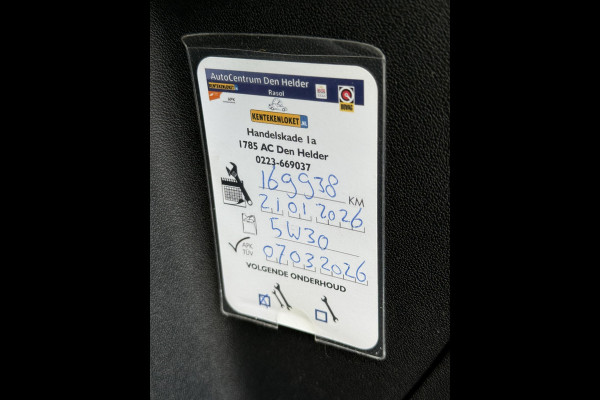 AutoCentrum Den Helder
Rasol
KENTEKENLOKET.NL
Handelskade 1a
1785 AC Den Helder
0223-669037
169938 KM
21.01.2026
5W30
APK
TÜV
07.03.2026
VOLGENDE ONDERHOUD